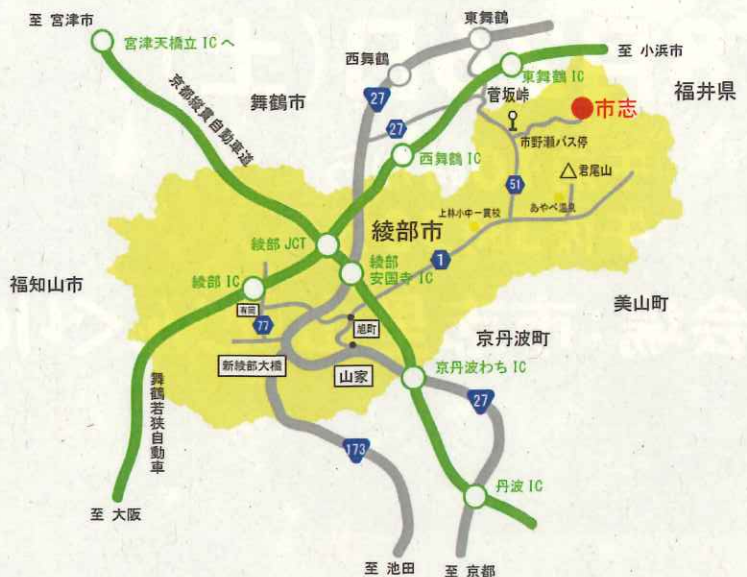 至 宮津市
宮津天橋立 IC へ
東舞鶴
西舞鶴
至 小浜市
東舞鶴 IC
菅坂峠
福井県
市志
舞鶴市
京都縦貫自動車道
27
27
西舞鶴 IC
市野瀬バス停
君尾山
51
上林小中一貫校
あやべ温泉
綾部 JCT
綾部市
綾部
安国寺 IC
1
福知山市
綾部 IC
有岡
77
旭町
美山町
京丹波町
新綾部大橋
山家
京丹波わち IC
27
舞鶴若狭自動車
173
丹波 IC
至 大阪
至 池田
至 京都